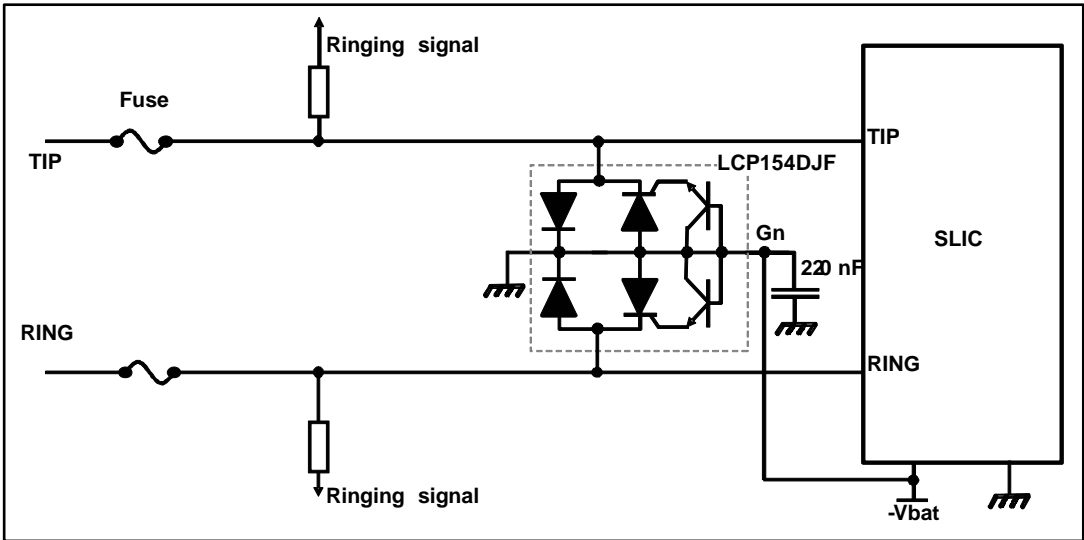 Ringing signal
Fuse
TIP
TIP
LCP154DJF
Gn
SLIC
220 nF
RING
RING
Ringing signal
-Vbat